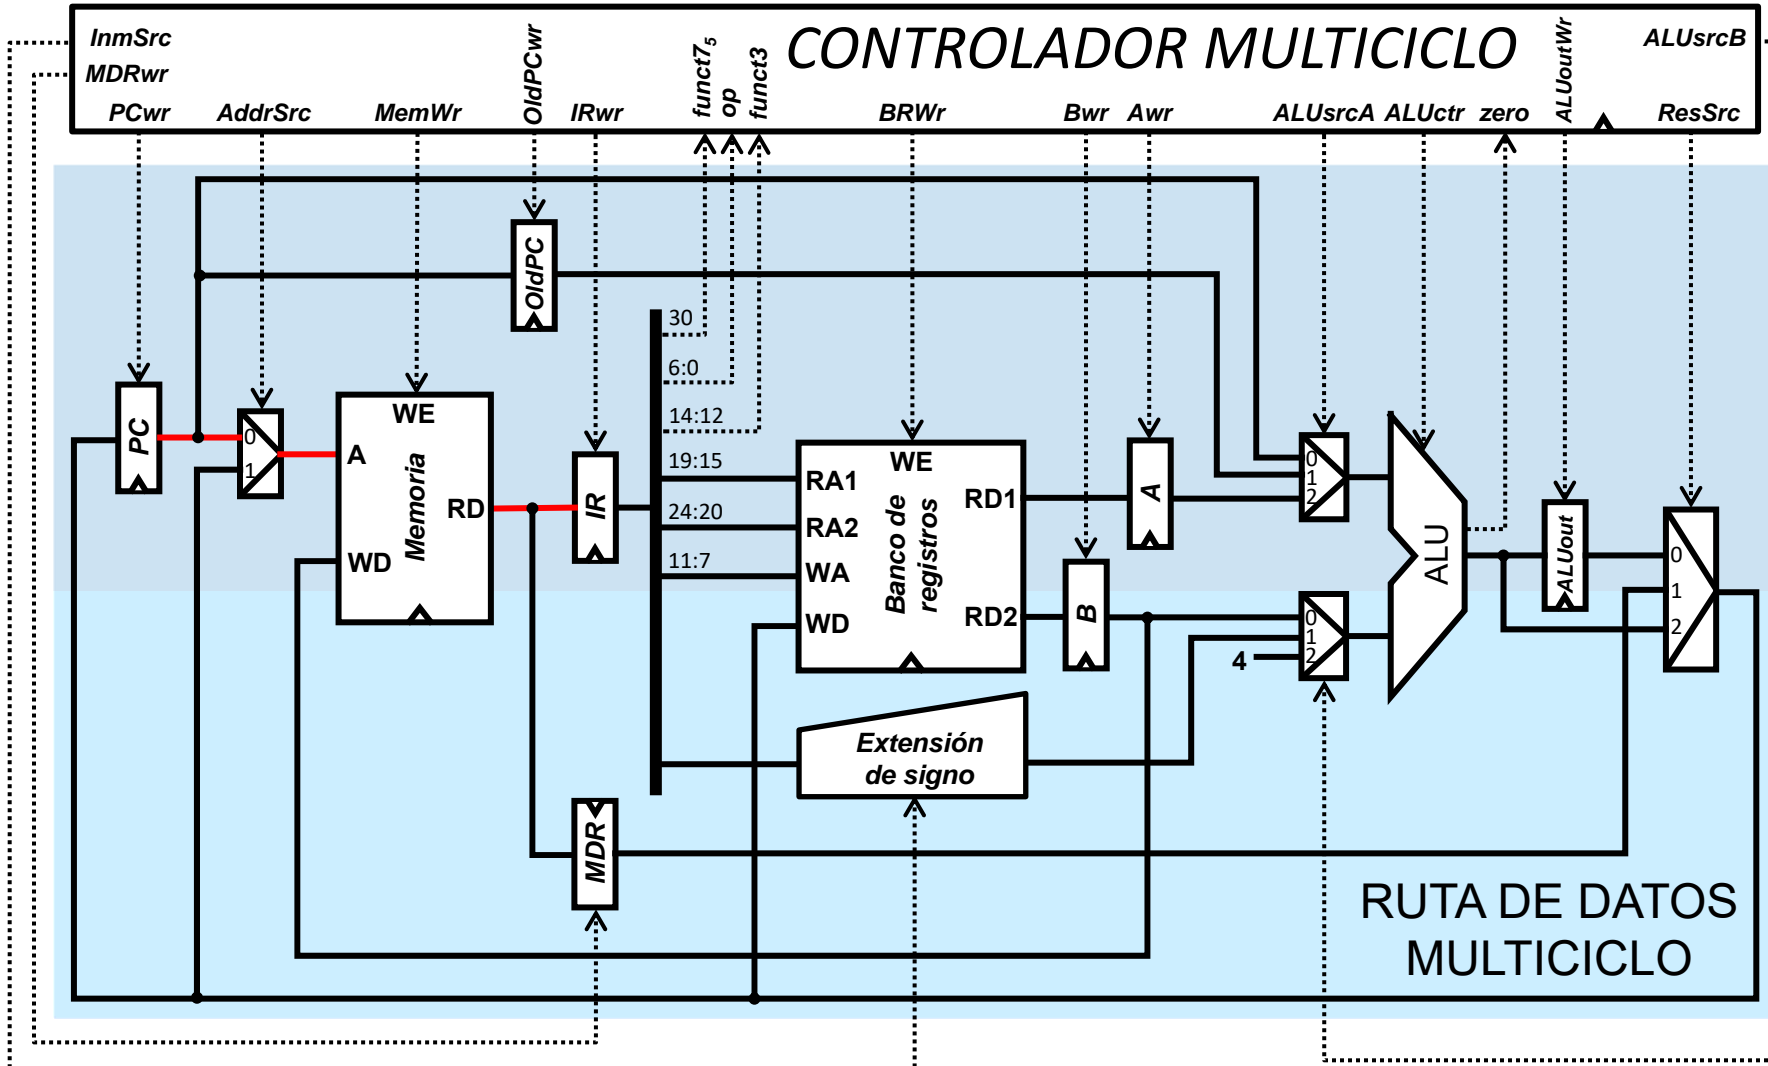 InmSrc
MDRwr
PCwr
AddrSrc
MemWr
OldPCwr
IRwr
funct7₅
op
funct3
CONTROLADOR MULTICICLO
BRWr
Bwr
Awr
ALUsrcA
ALUctr
zero
ALUoutWr
ALUsrcB
ResSrc
OldPC
30
6:0
14:12
19:15
24:20
11:7
PC
0
1
WE
A
RD
WD
Memoria
IR
WE
RA1
RA2
WA
WD
RD1
RD2
Banco de
registros
A
B
0
1
2
0
1
2
4
ALU
ALUout
0
1
2
Extensión
de signo
MDR
RUTA DE DATOS
MULTICICLO